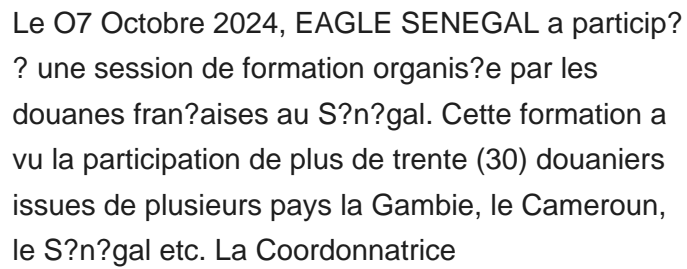 Le O7 Octobre 2024, EAGLE SENEGAL a particip?
? une session de formation organis?e par les
douanes fran?aises au S?n?gal. Cette formation a
vu la participation de plus de trente (30) douaniers
issues de plusieurs pays la Gambie, le Cameroun,
le S?n?gal etc. La Coordonnatrice